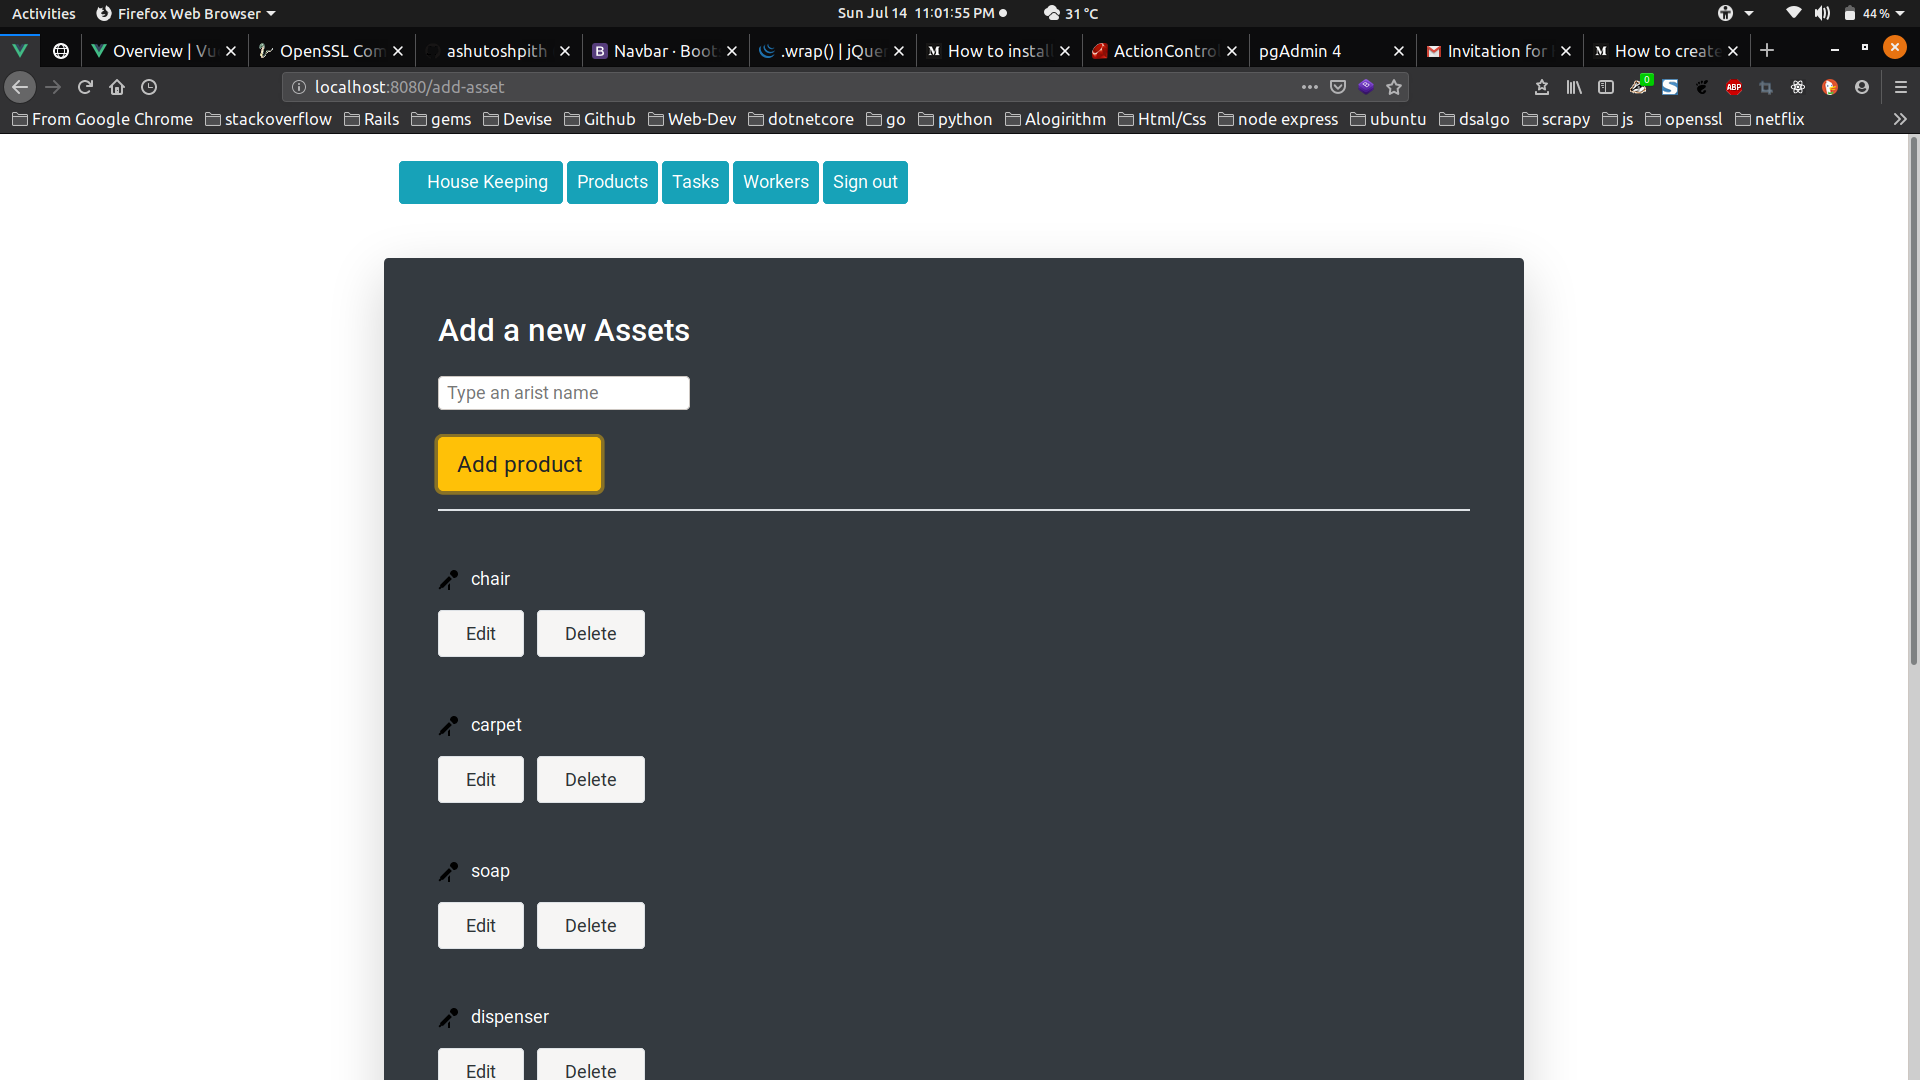 Activities Firefox Web Browser Sun Jul 14 11:01:55 PM 31 °C 44 %
Overview | Vu OpenSSL Com ashutoshpith Navbar · Boot .wrap() | jQue How to install ActionContro pgAdmin 4 Invitation for How to create
localhost:8080/add-asset 0 ABP
From Google Chrome stackoverflow Rails gems Devise Github Web-Dev dotnetcore go python Alogirithm Html/Css node express ubuntu dsalgo scrapy js openssl netflix
House Keeping Products Tasks Workers Sign out
Add a new Assets
Type an arist name
Add product
chair
Edit Delete
carpet
Edit Delete
soap
Edit Delete
dispenser
Edit Delete